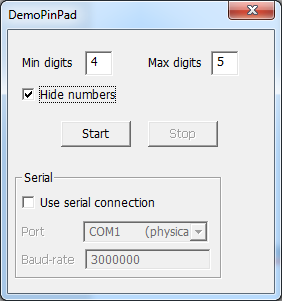 DemoPinPad
Min digits 4 Max digits 5
Hide numbers
Start Stop
Serial
Use serial connection
Port COM1 (physica
Baud-rate 3000000